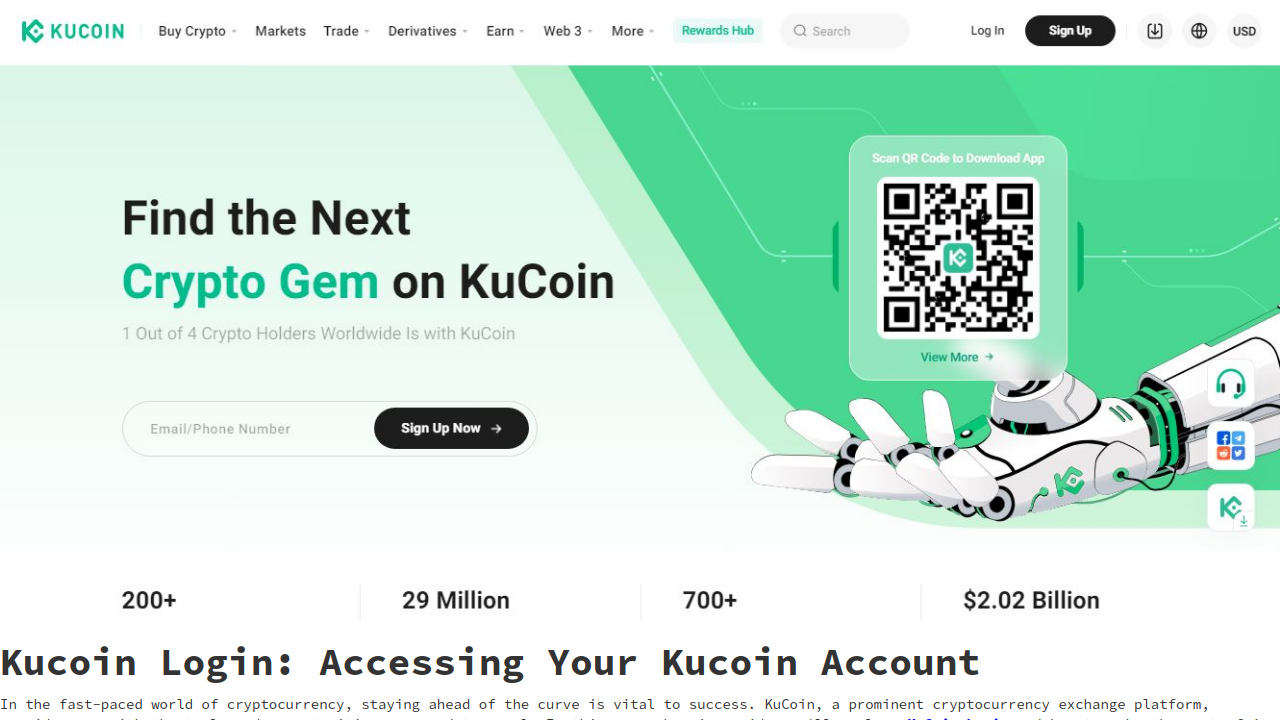 KUCOIN
Buy Crypto
Markets
Trade
Derivatives
Earn
Web 3
More
Rewards Hub
Search
Log In
Sign Up
USD
Scan QR Code to Download App
Find the Next
Crypto Gem on KuCoin
1 Out of 4 Crypto Holders Worldwide Is with KuCoin
View More
Email/Phone Number
Sign Up Now
200+
29 Million
700+
$2.02 Billion
Kucoin Login: Accessing Your Kucoin Account
In the fast-paced world of cryptocurrency, staying ahead of the curve is vital to success. KuCoin, a prominent cryptocurrency exchange platform,